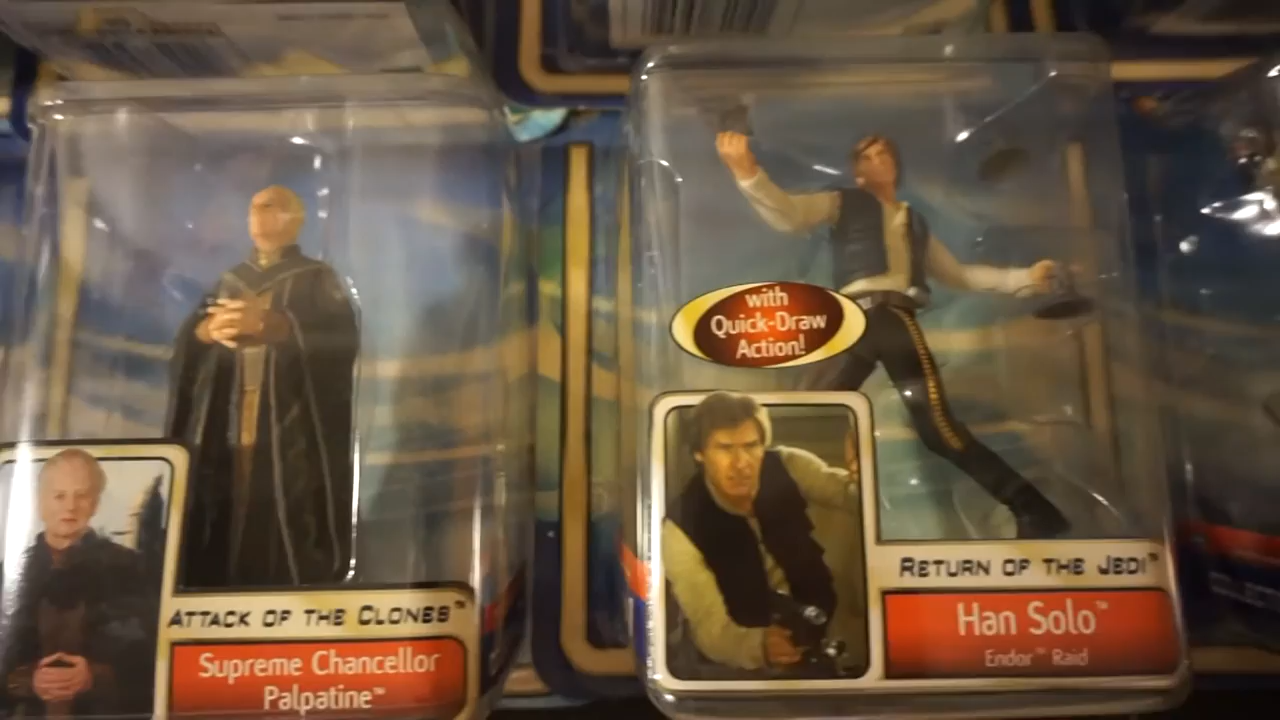 with
Quick-Draw
Action!
ATTACK OF THE CLONES™
Supreme Chancellor
Palpatine™
RETURN OF THE JEDI™
Han Solo™
Endor™ Raid